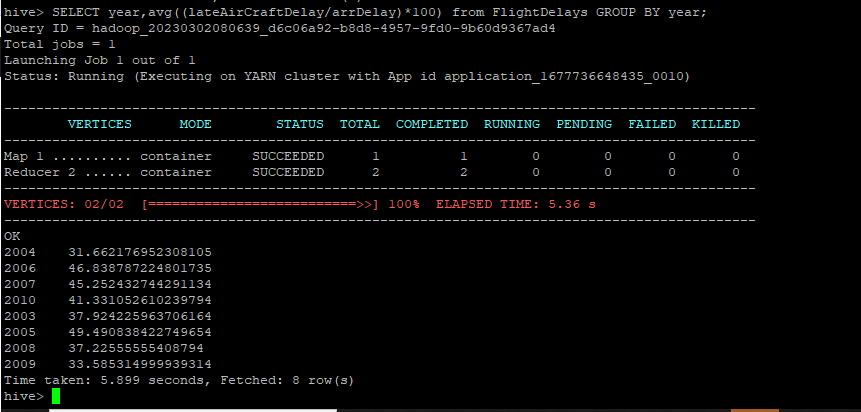 hive> SELECT year,avg((lateAirCraftDelay/arrDelay)*100) from FlightDelays GROUP BY year;
Query ID = hadoop_20230302080639_d6c06a92-b8d8-4957-9fd0-9b60d9367ad4
Total jobs = 1
Launching Job 1 out of 1
Status: Running (Executing on YARN cluster with App id application_1677736648435_0010)
----------------------------------------------------------------------------------------------
VERTICES MODE STATUS TOTAL COMPLETED RUNNING PENDING FAILED KILLED
----------------------------------------------------------------------------------------------
Map 1 .......... container SUCCEEDED 1 1 0 0 0 0
Reducer 2 ...... container SUCCEEDED 2 2 0 0 0 0
----------------------------------------------------------------------------------------------
VERTICES: 02/02 [==========================>>] 100% ELAPSED TIME: 5.36 s
----------------------------------------------------------------------------------------------
OK
2004 31.662176952308105
2006 46.838787224801735
2007 45.252432744291134
2010 41.331052610239794
2003 37.924225963706164
2005 49.490838422749654
2008 37.22555555408794
2009 33.585314999939314
Time taken: 5.899 seconds, Fetched: 8 row(s)
hive>